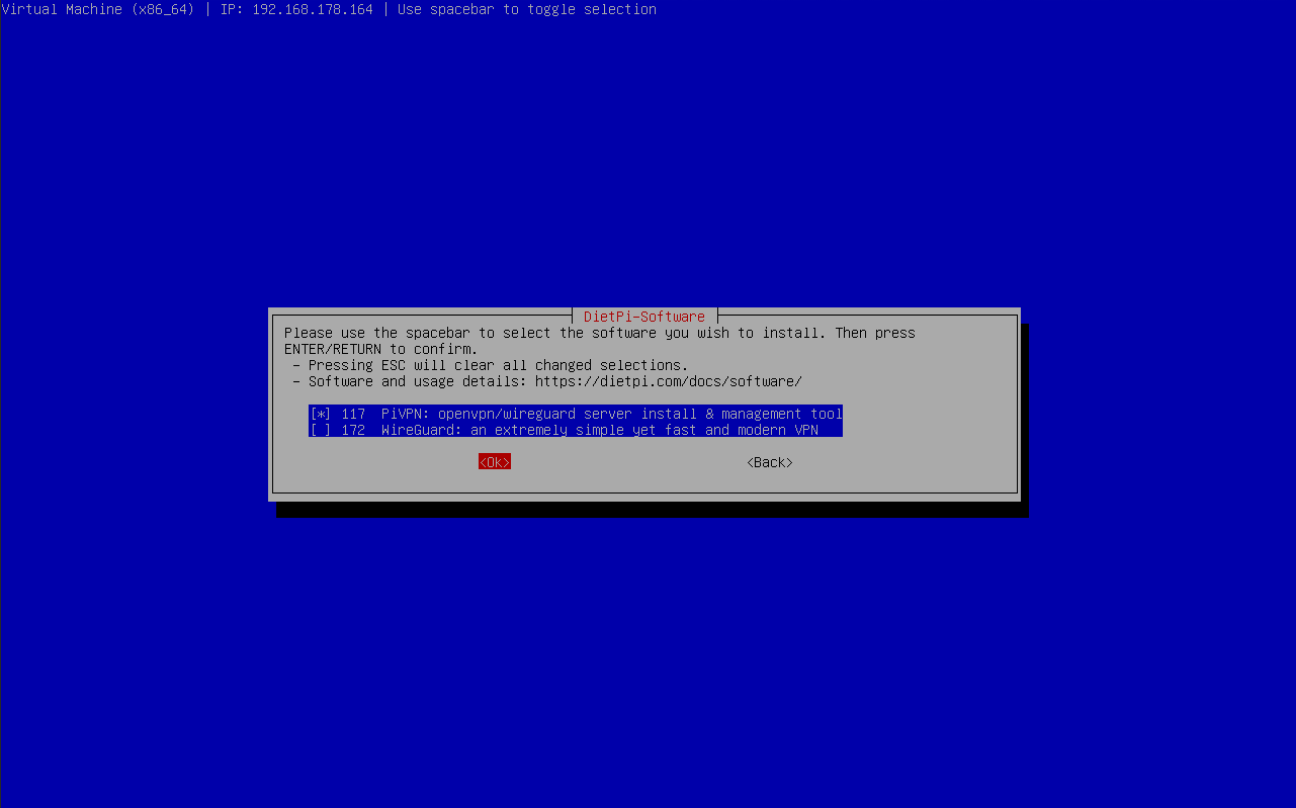 Virtual Machine (x86_64) | IP: 192.168.178.164 | Use spacebar to toggle selection
DietPi-Software
Please use the spacebar to select the software you wish to install. Then press
ENTER/RETURN to confirm.
- Pressing ESC will clear all changed selections.
- Software and usage details: https://dietpi.com/docs/software/
[*] 117 PiVPN: openvpn/wireguard server install & management tool
[ ] 172 WireGuard: an extremely simple yet fast and modern VPN
<Ok> <Back>